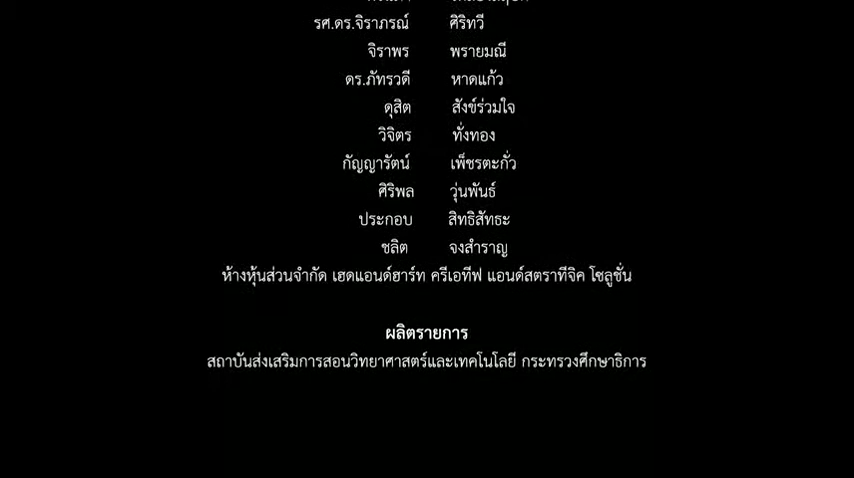 รศ.ดร.จิราภรณ์ ศิริทวี
จิราพร พรายมณี
ดร.ภัทรวดี หาดแก้ว
ดุสิต สังข์ร่วมใจ
วิจิตร ทั่งทอง
กัญญารัตน์ เพ็ชรตะกั่ว
ศิริพล วุ่นพันธ์
ประกอบ สิทธิสัทธะ
ชลิต จงสำราญ
ห้างหุ้นส่วนจำกัด เฮดแอนด์ฮาร์ท ครีเอทีฟ แอนด์สตราทีจิค โซลูชั่น
ผลิตรายการ
สถาบันส่งเสริมการสอนวิทยาศาสตร์และเทคโนโลยี กระทรวงศึกษาธิการ